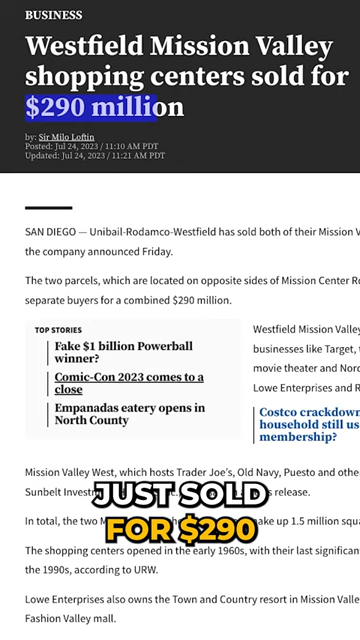 BUSINESS
Westfield Mission Valley
shopping centers sold for
$290 million
by: Sir Milo Loftin
Posted: Jul 24, 2023 / 11:10 AM PDT
Updated: Jul 24, 2023 / 11:21 AM PDT
SAN DIEGO — Unibail-Rodamco-Westfield has sold both of their Mission V
the company announced Friday.
The two parcels, which are located on opposite sides of Mission Center Ro
separate buyers for a combined $290 million.
TOP STORIES
Fake $1 billion Powerball
winner?
Comic-Con 2023 comes to a
close
Empanadas eatery opens in
North County
Westfield Mission Valley
businesses like Target,
movie theater and Nord
Lowe Enterprises and R
Costco crackdown
household still us
membership?
Mission Valley West, which hosts Trader Joe's, Old Navy, Puesto and othe
Sunbelt Invest release.
JUST SOLD
FOR $290
In total, the two M ake up 1.5 million squa
The shopping centers opened in the early 1960s, with their last significant
the 1990s, according to URW.
Lowe Enterprises also owns the Town and Country resort in Mission Valle
Fashion Valley mall.